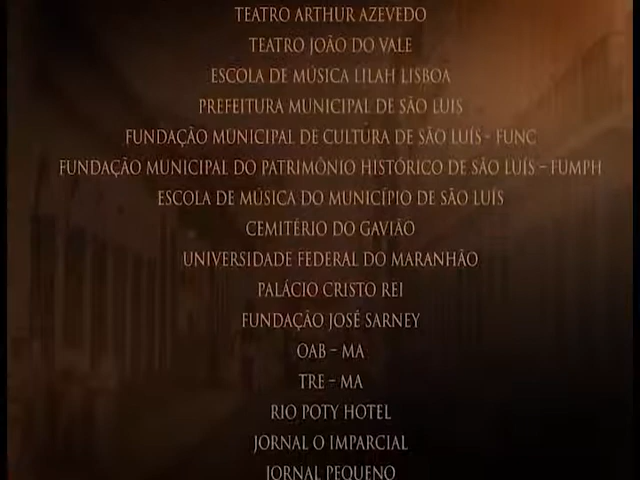 TEATRO ARTHUR AZEVEDO
TEATRO JOÃO DO VALE
ESCOLA DE MÚSICA LILAH LISBOA
PREFEITURA MUNICIPAL DE SÃO LUIS
FUNDAÇÃO MUNICIPAL DE CULTURA DE SÃO LUÍS - FUNC
FUNDAÇÃO MUNICIPAL DO PATRIMÔNIO HISTÓRICO DE SÃO LUÍS – FUMPH
ESCOLA DE MÚSICA DO MUNICÍPIO DE SÃO LUÍS
CEMITÉRIO DO GAVIÃO
UNIVERSIDADE FEDERAL DO MARANHÃO
PALÁCIO CRISTO REI
FUNDAÇÃO JOSÉ SARNEY
OAB – MA
TRE – MA
RIO POTY HOTEL
JORNAL O IMPARCIAL
JORNAL PEQUENO